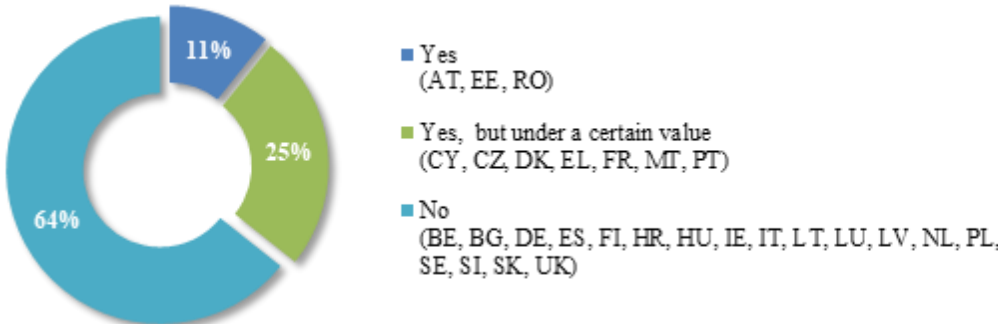 11%
25%
64%
Yes
(AT, EE, RO)
Yes, but under a certain value
(CY, CZ, DK, EL, FR, MT, PT)
No
(BE, BG, DE, ES, FI, HR, HU, IE, IT, LT, LU, LV, NL, PL,
SE, SI, SK, UK)